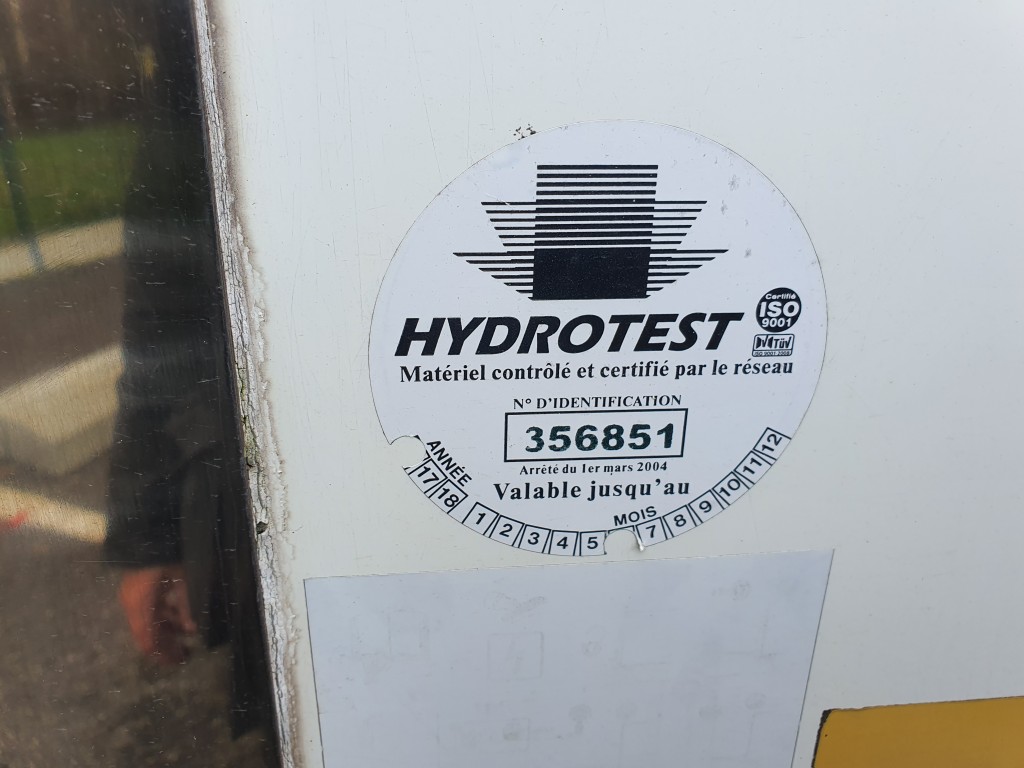 HYDROTEST
Certifié
ISO
9001
DNV TÜV
ISO 9001 2008
Matériel contrôlé et certifié par le réseau
N° D'IDENTIFICATION
356851
Arrêté du 1er mars 2004
Valable jusqu'au
ANNÉE
17 18
MOIS
1 2 3 4 5 7 8 9 10 11 12